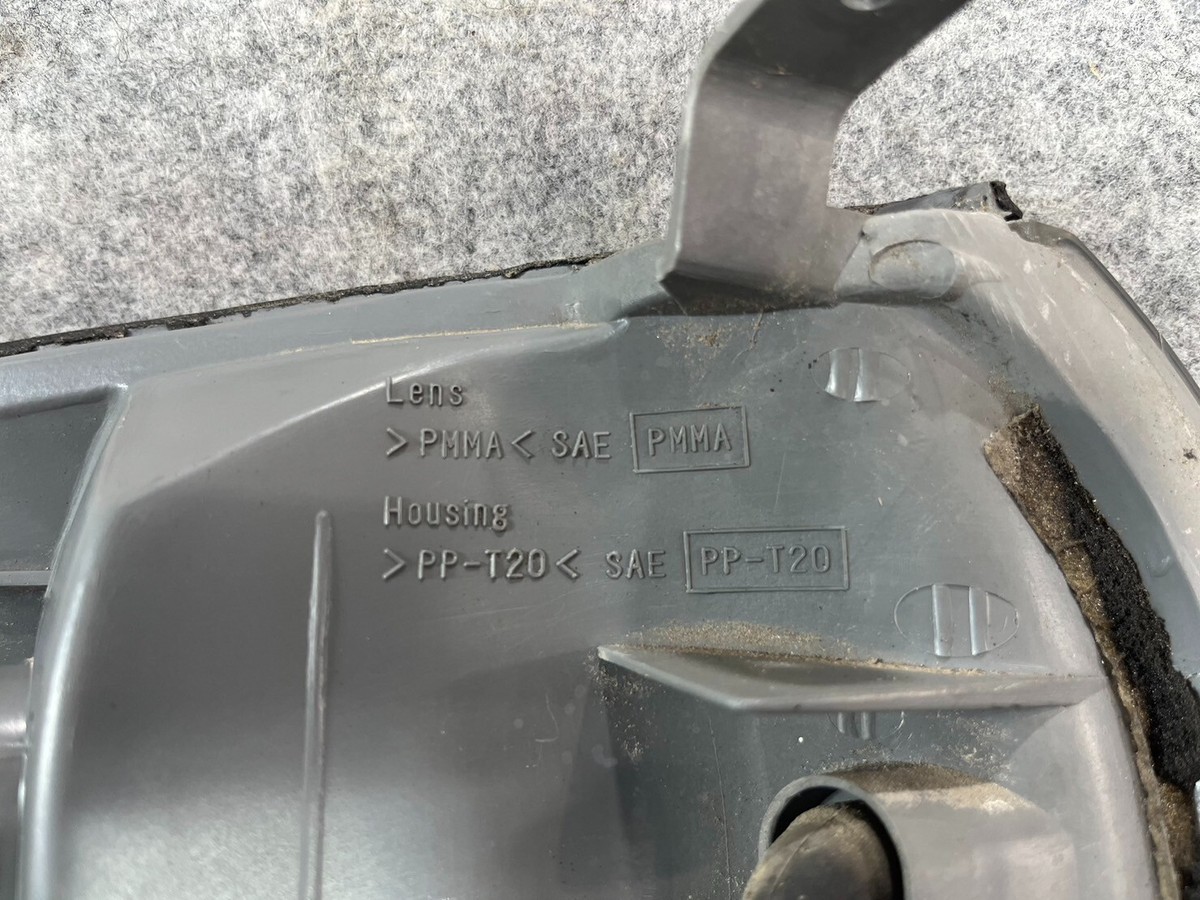 Lens
>PMMA< SAE PMMA
Housing
>PP-T20< SAE PP-T20